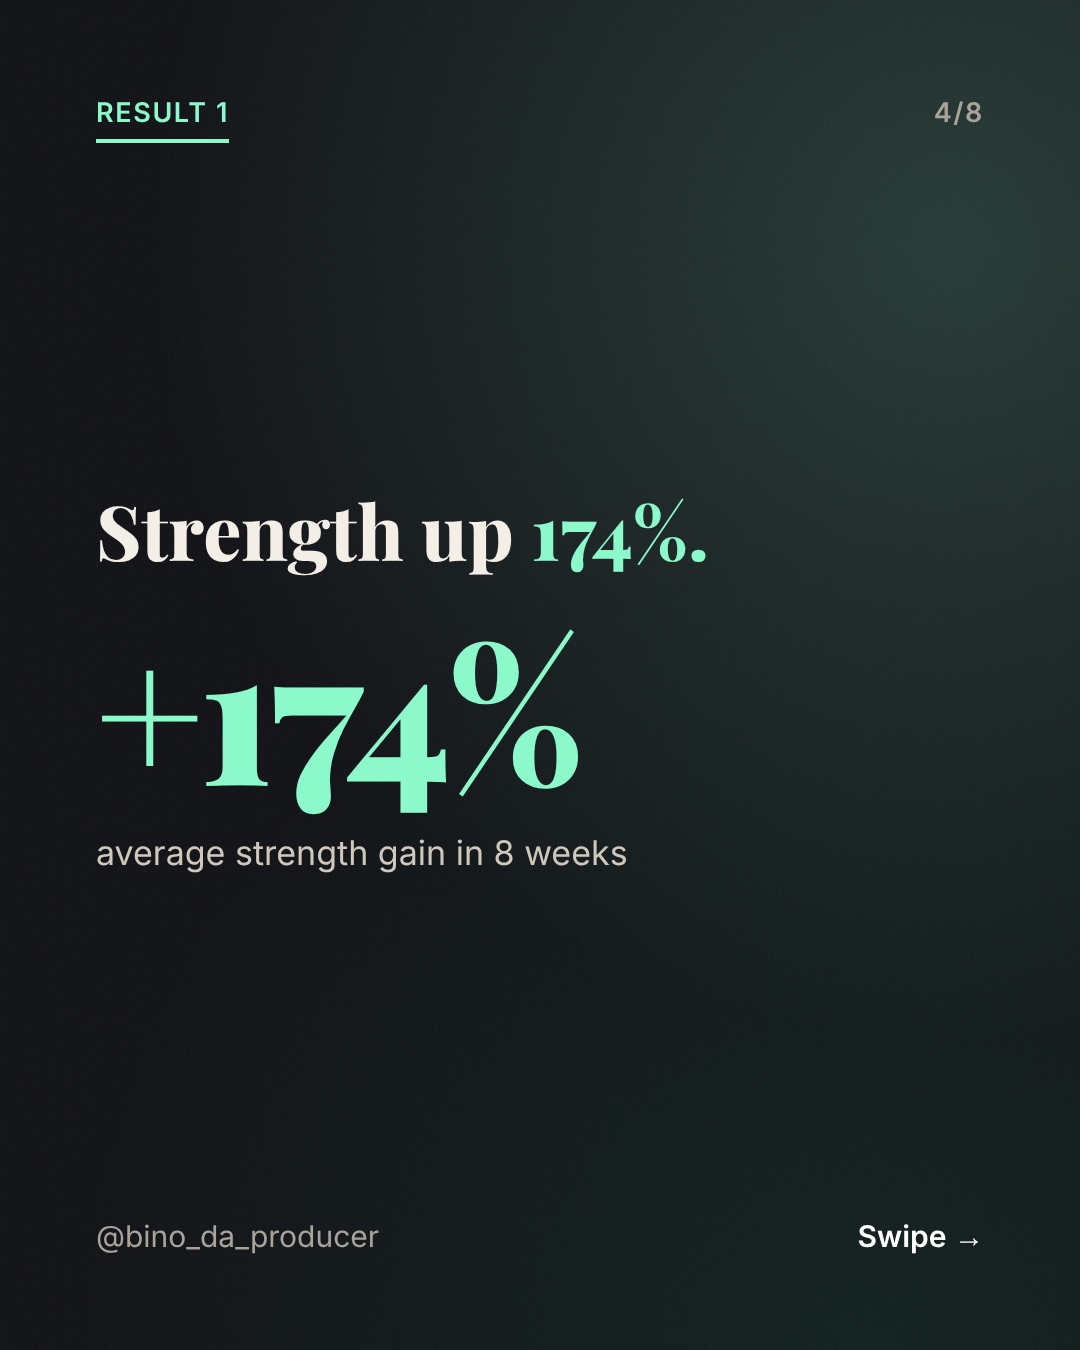 RESULT 1
4/8
Strength up 174%.
+174%
average strength gain in 8 weeks
@bino_da_producer
Swipe →